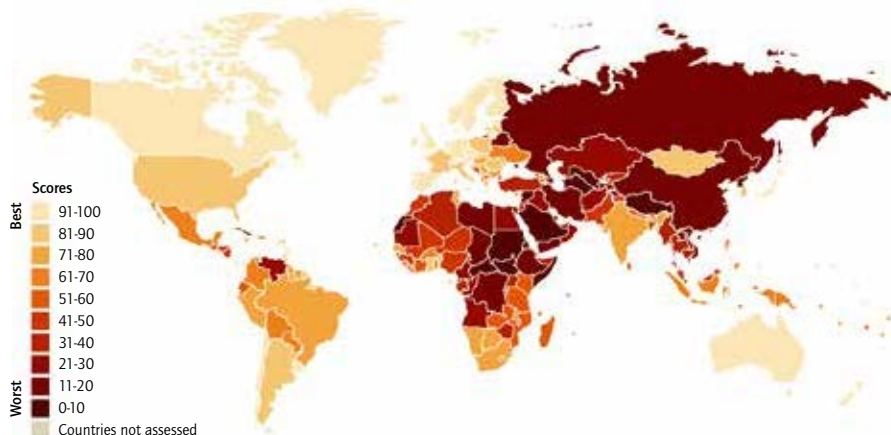 Scores
Best
91-100
81-90
71-80
61-70
51-60
41-50
31-40
21-30
11-20
Worst
0-10
Countries not assessed